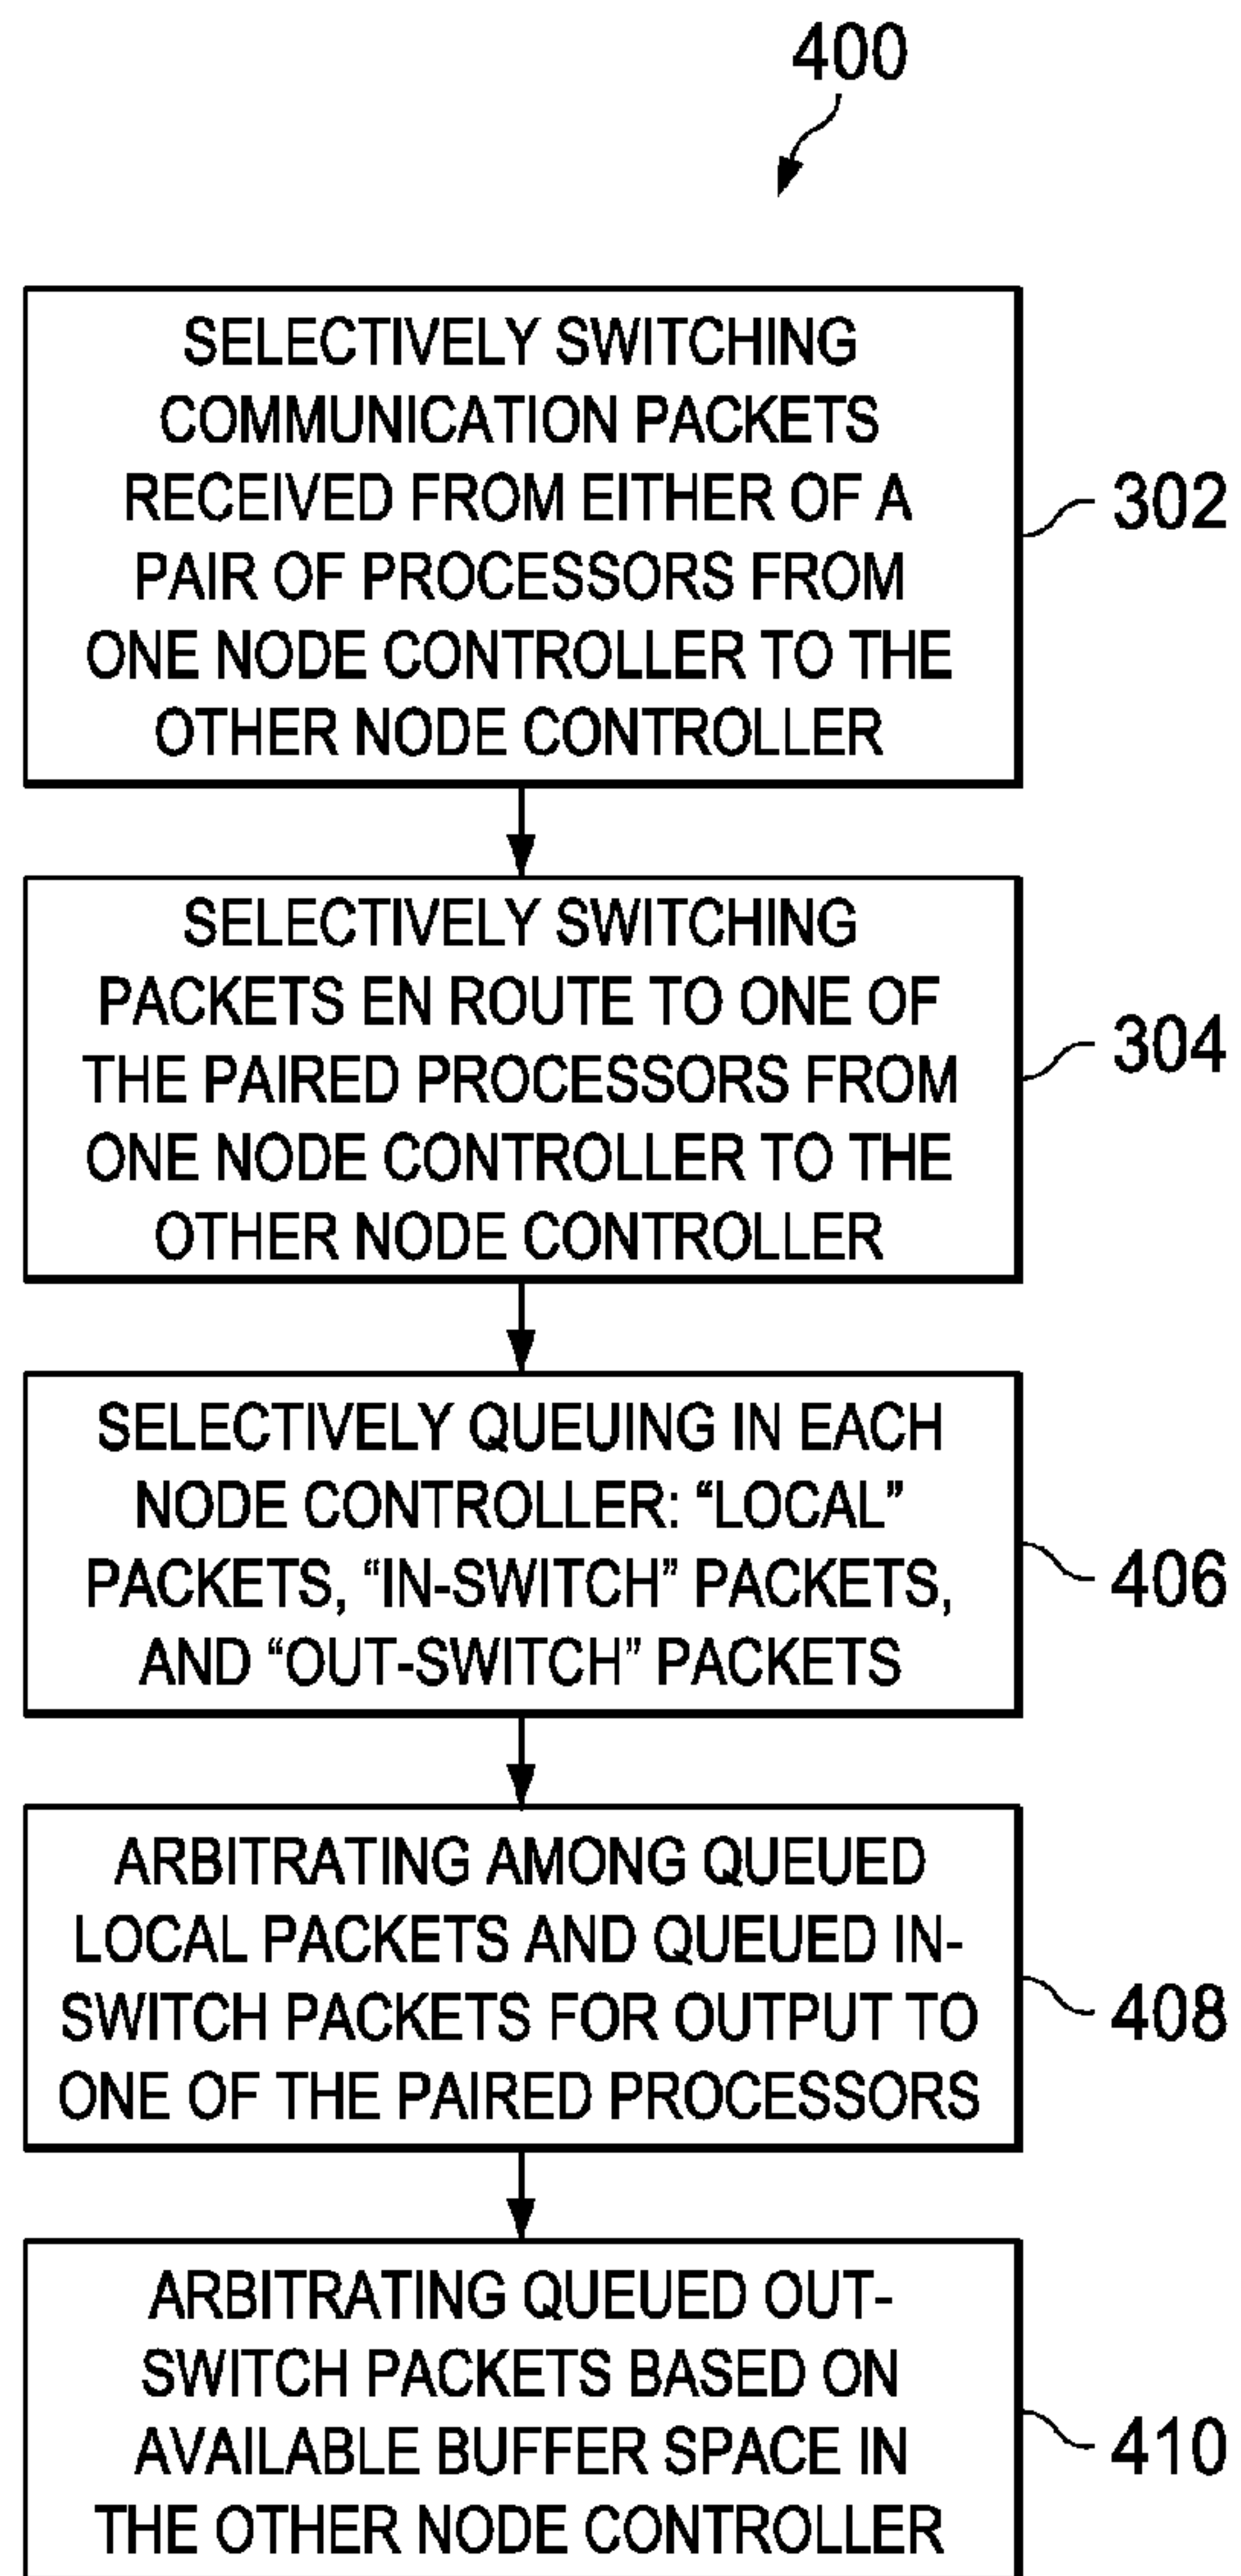 400
SELECTIVELY SWITCHING
COMMUNICATION PACKETS
RECEIVED FROM EITHER OF A
PAIR OF PROCESSORS FROM
ONE NODE CONTROLLER TO THE
OTHER NODE CONTROLLER
302
SELECTIVELY SWITCHING
PACKETS EN ROUTE TO ONE OF
THE PAIRED PROCESSORS FROM
ONE NODE CONTROLLER TO THE
OTHER NODE CONTROLLER
304
SELECTIVELY QUEUING IN EACH
NODE CONTROLLER: “LOCAL”
PACKETS, “IN-SWITCH” PACKETS,
AND “OUT-SWITCH” PACKETS
406
ARBITRATING AMONG QUEUED
LOCAL PACKETS AND QUEUED IN-
SWITCH PACKETS FOR OUTPUT TO
ONE OF THE PAIRED PROCESSORS
408
ARBITRATING QUEUED OUT-
SWITCH PACKETS BASED ON
AVAILABLE BUFFER SPACE IN
THE OTHER NODE CONTROLLER
410